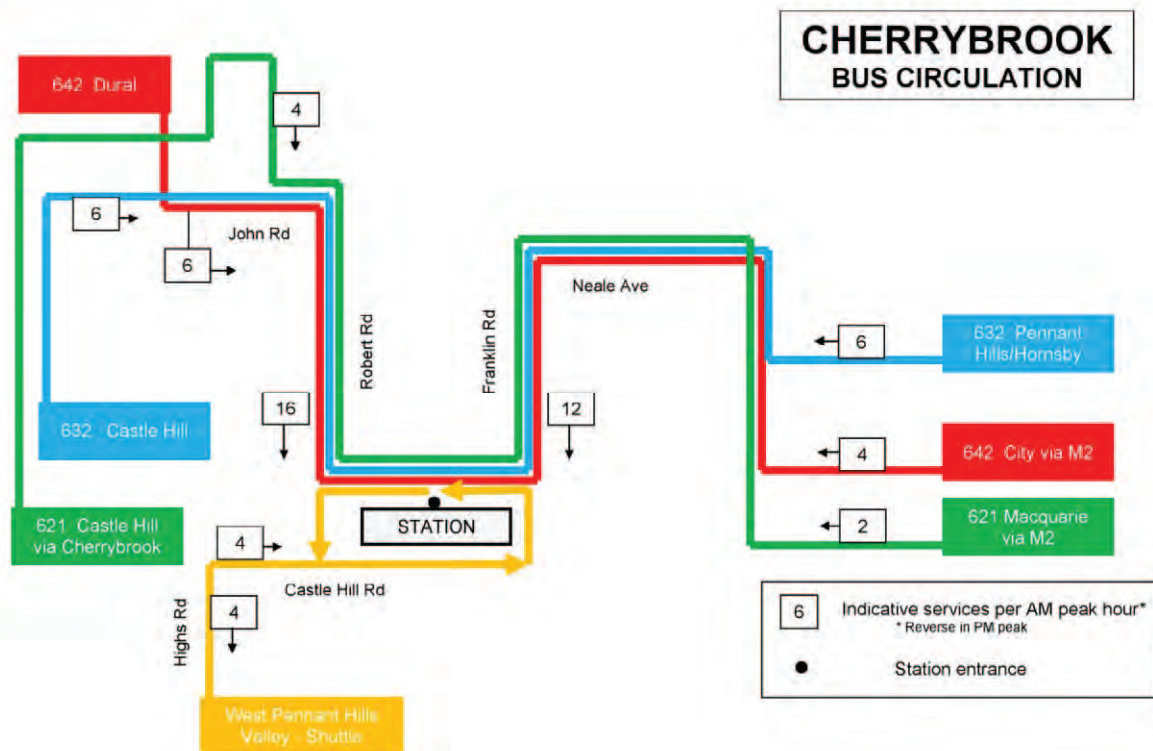 CHERRYBROOK
BUS CIRCULATION
642 Dural
4
6
John Rd
6
Neale Ave
Robert Rd
Franklin Rd
6
632 Pennant
Hills/Hornsby
16
12
632 Castle Hill
4
642 City via M2
STATION
2
621 Macquarie
via M2
621 Castle Hill
via Cherrybrook
4
Castle Hill Rd
Highs Rd
4
6
Indicative services per AM peak hour*
* Reverse in PM peak
Station entrance
West Pennant Hills
Valley - Shuttle